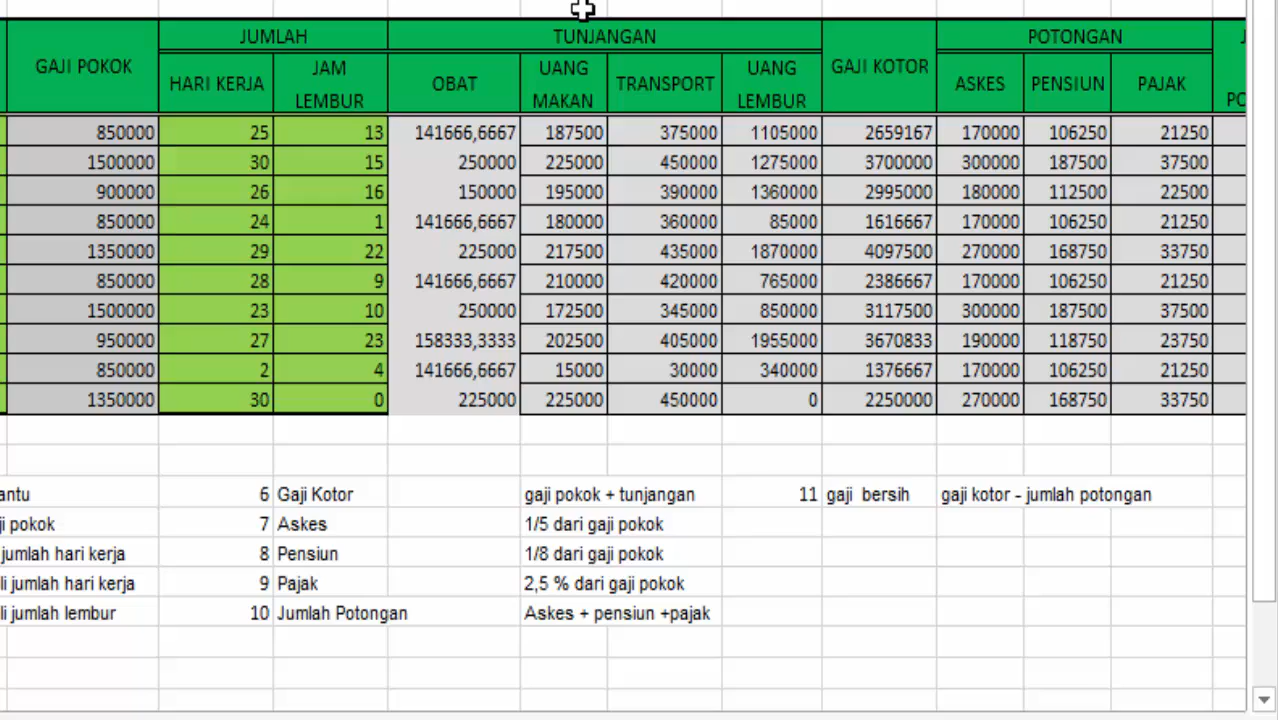 JUMLAH TUNJANGAN POTONGAN J
GAJI POKOK HARI KERJA JAM LEMBUR OBAT UANG MAKAN TRANSPORT UANG LEMBUR GAJI KOTOR ASKES PENSIUN PAJAK PO
850000 25 13 141666,6667 187500 375000 1105000 2659167 170000 106250 21250
1500000 30 15 250000 225000 450000 1275000 3700000 300000 187500 37500
900000 26 16 150000 195000 390000 1360000 2995000 180000 112500 22500
850000 24 1 141666,6667 180000 360000 85000 1616667 170000 106250 21250
1350000 29 22 225000 217500 435000 1870000 4097500 270000 168750 33750
850000 28 9 141666,6667 210000 420000 765000 2386667 170000 106250 21250
1500000 23 10 250000 172500 345000 850000 3117500 300000 187500 37500
950000 27 23 158333,3333 202500 405000 1955000 3670833 190000 118750 23750
850000 2 4 141666,6667 15000 30000 340000 1376667 170000 106250 21250
1350000 30 0 225000 225000 450000 0 2250000 270000 168750 33750
antu 6 Gaji Kotor gaji pokok + tunjangan 11 gaji bersih gaji kotor - jumlah potongan
ji pokok 7 Askes 1/5 dari gaji pokok
jumlah hari kerja 8 Pensiun 1/8 dari gaji pokok
li jumlah hari kerja 9 Pajak 2,5 % dari gaji pokok
li jumlah lembur 10 Jumlah Potongan Askes + pensiun +pajak